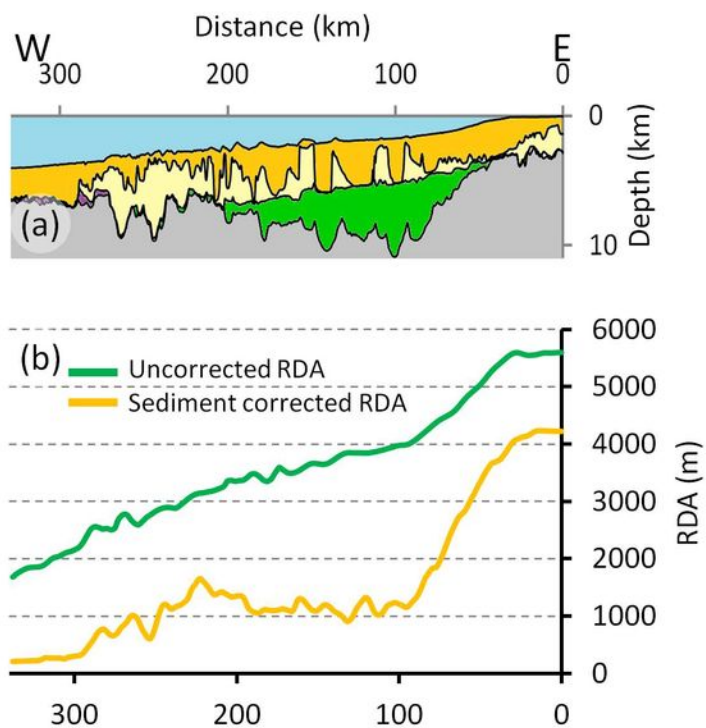 Distance (km)
W E
300 200 100 0
0
Depth (km)
10
(a)
(b)
Uncorrected RDA
Sediment corrected RDA
6000
5000
4000
3000
2000
1000
0
RDA (m)
300 200 100 0